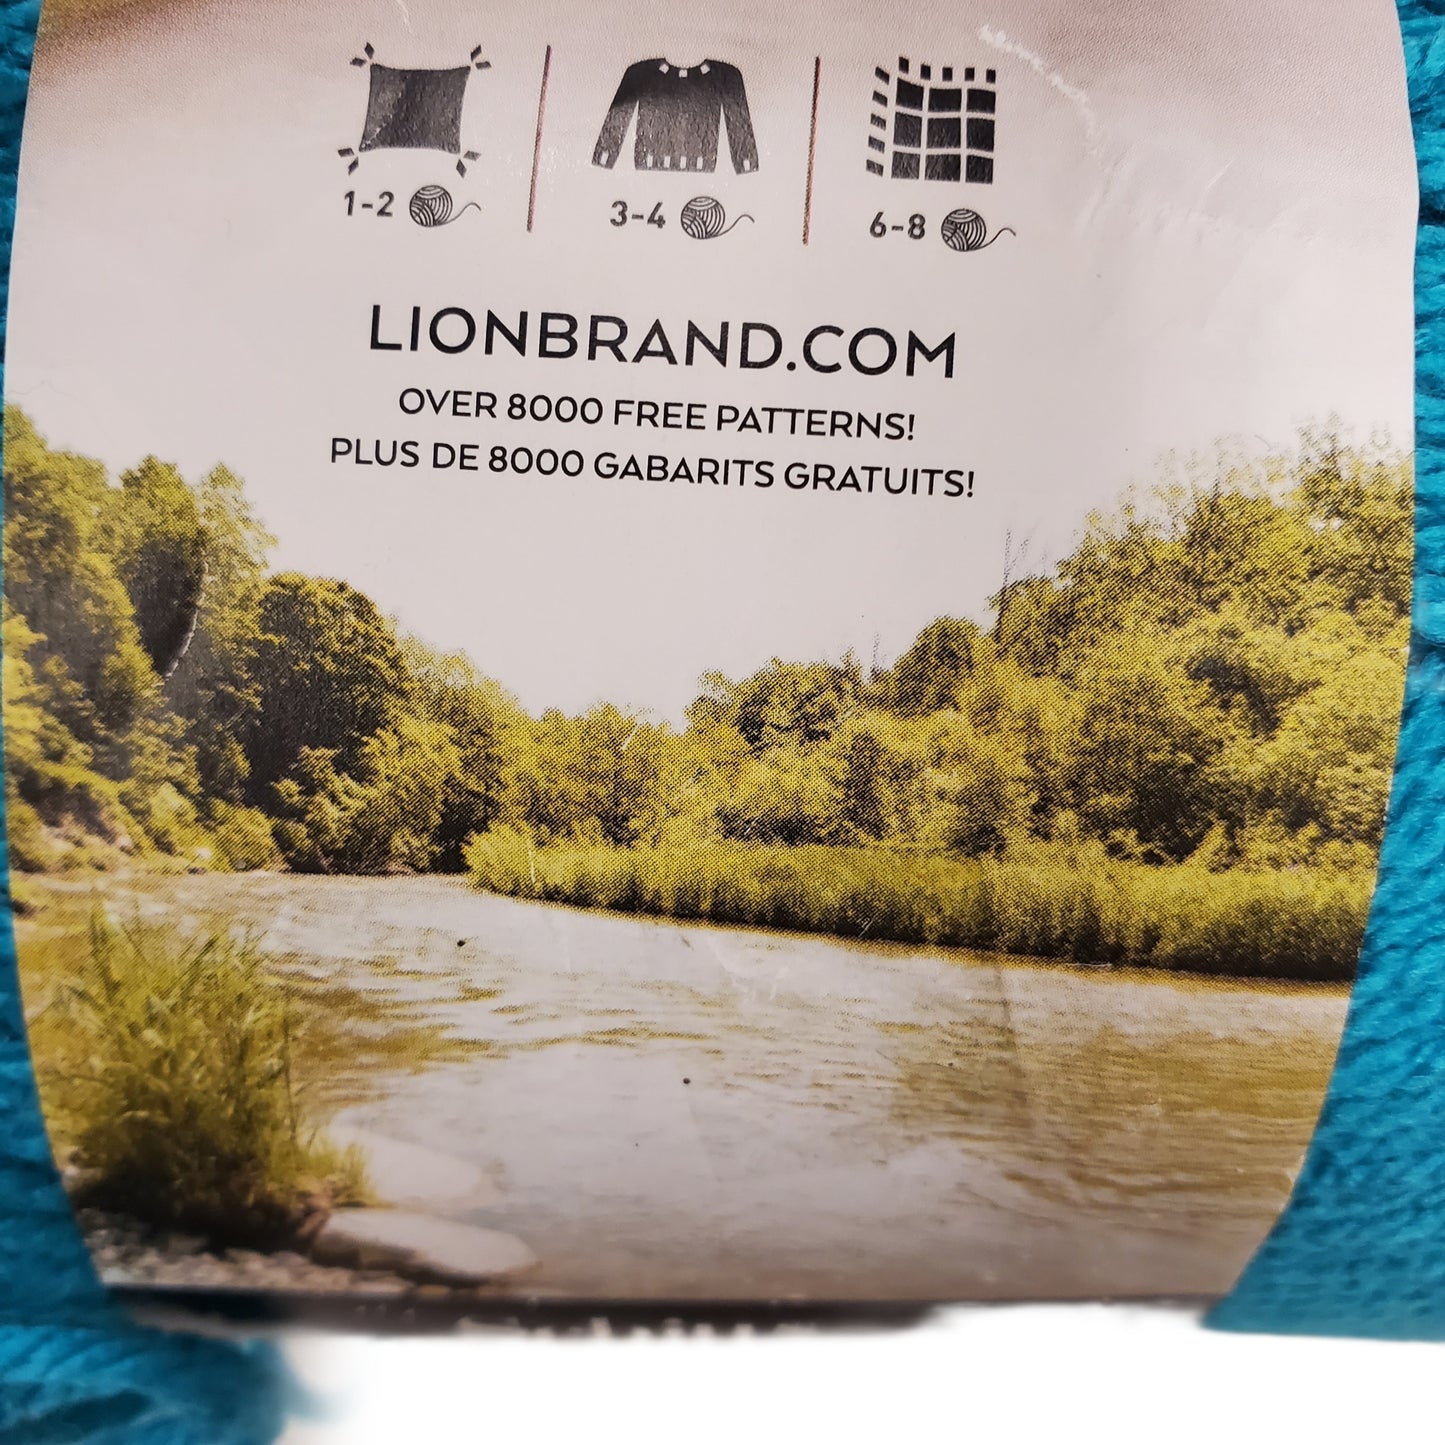 1-2 3-4 6-8
LIONBRAND.COM
OVER 8000 FREE PATTERNS!
PLUS DE 8000 GABARITS GRATUITS!